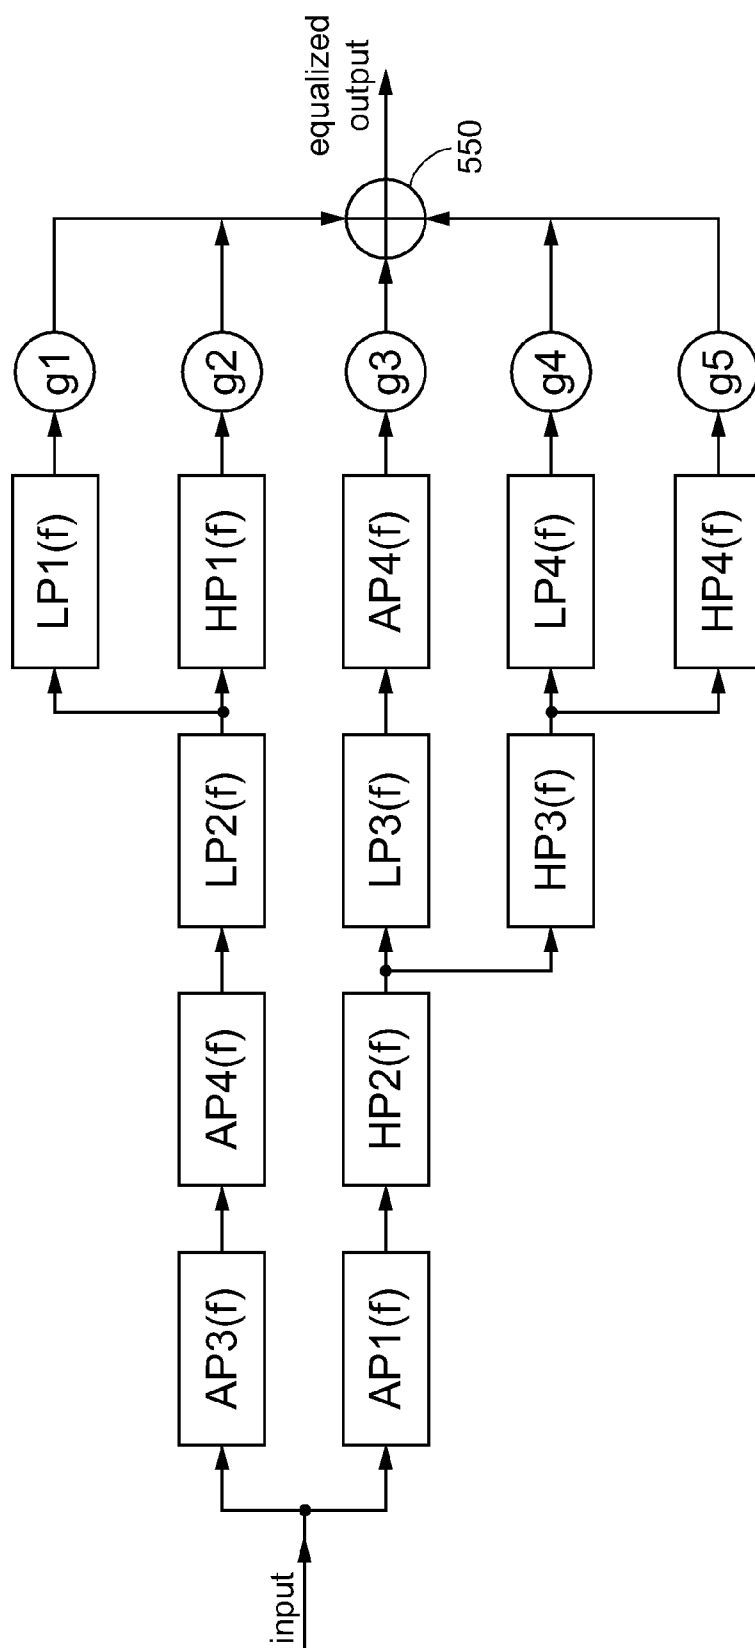 input
AP3(f)
AP4(f)
LP2(f)
LP1(f)
g1
HP1(f)
g2
AP1(f)
HP2(f)
LP3(f)
AP4(f)
g3
HP3(f)
LP4(f)
g4
HP4(f)
g5
equalized
output
550